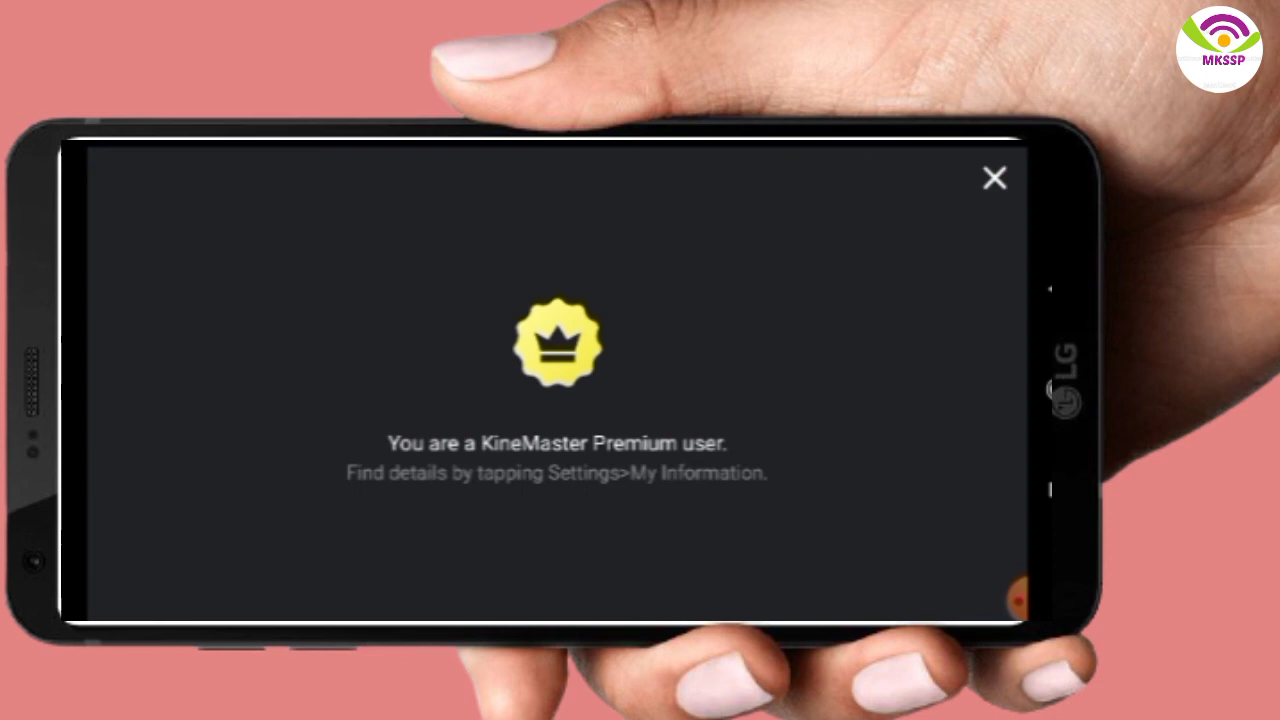 MKSSP
You are a KineMaster Premium user.
Find details by tapping Settings>My Information.
LG